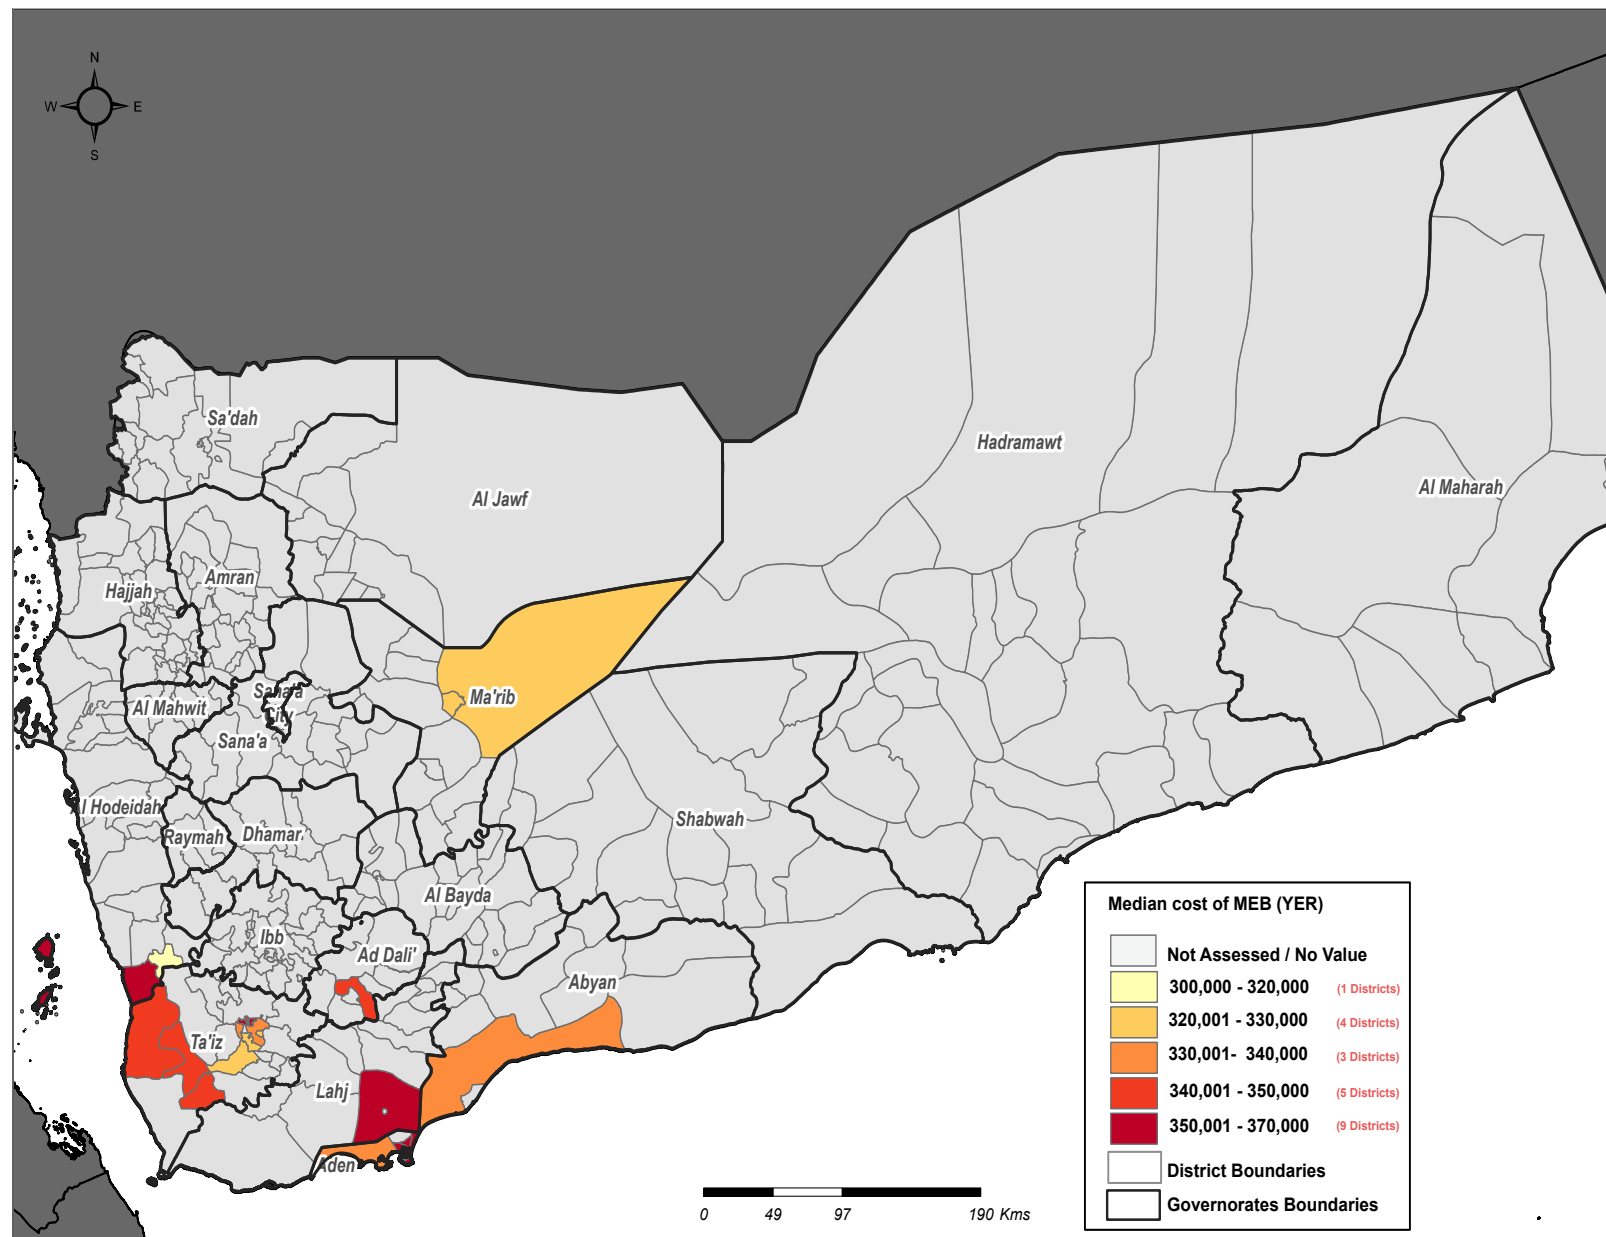 N
W E
S
Sa'dah
Hadramawt
Al Jawf
Al Maharah
Hajjah
Amran
Ma'rib
Sana'a
City
Al Mahwit
Sana'a
Al Hodeidah
Raymah
Dhamar
Shabwah
Al Bayda
Ibb
Ad Dali'
Abyan
Ta'iz
Lahj
Aden
Median cost of MEB (YER)
Not Assessed / No Value
300,000 - 320,000 (1 Districts)
320,001 - 330,000 (4 Districts)
330,001- 340,000 (3 Districts)
340,001 - 350,000 (5 Districts)
350,001 - 370,000 (9 Districts)
District Boundaries
Governorates Boundaries
0 49 97 190 Kms